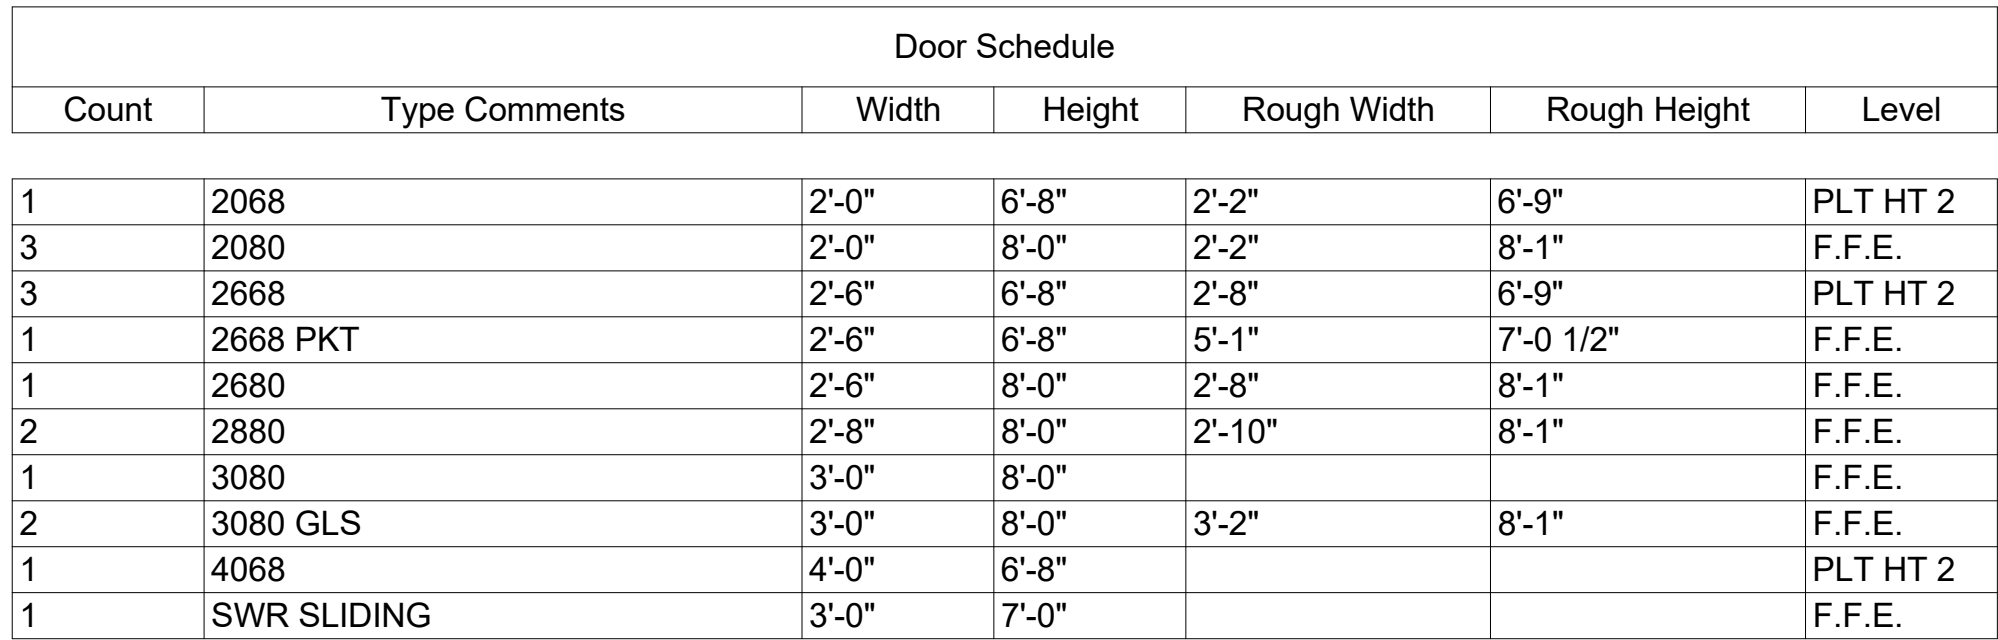 Door Schedule
Count Type Comments Width Height Rough Width Rough Height Level
1 2068 2'-0" 6'-8" 2'-2" 6'-9" PLT HT 2
3 2080 2'-0" 8'-0" 2'-2" 8'-1" F.F.E.
3 2668 2'-6" 6'-8" 2'-8" 6'-9" PLT HT 2
1 2668 PKT 2'-6" 6'-8" 5'-1" 7'-0 1/2" F.F.E.
1 2680 2'-6" 8'-0" 2'-8" 8'-1" F.F.E.
2 2880 2'-8" 8'-0" 2'-10" 8'-1" F.F.E.
1 3080 3'-0" 8'-0" F.F.E.
2 3080 GLS 3'-0" 8'-0" 3'-2" 8'-1" F.F.E.
1 4068 4'-0" 6'-8" PLT HT 2
1 SWR SLIDING 3'-0" 7'-0" F.F.E.